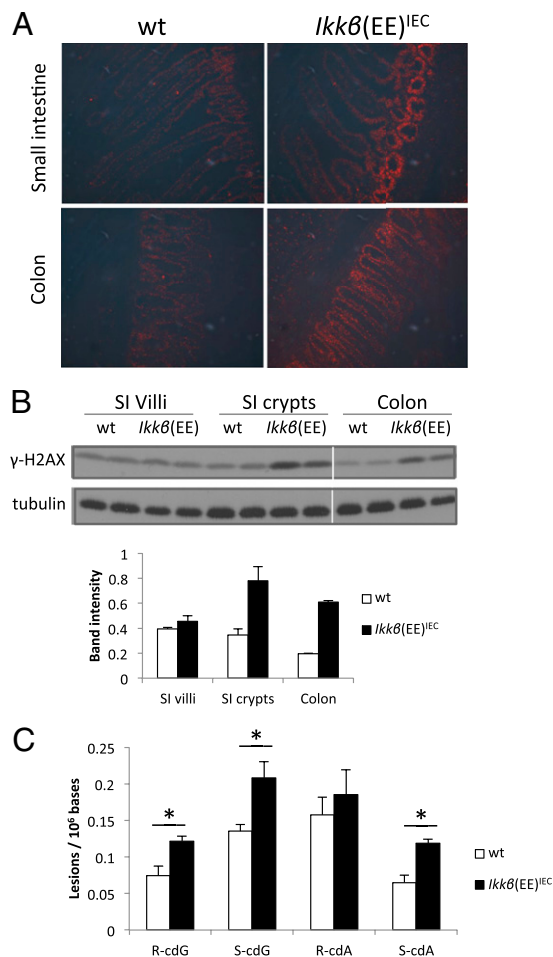 A
wt Ikkβ(EE)IEC
Small intestine
Colon
B
SI Villi SI crypts Colon
wt Ikkβ(EE) wt Ikkβ(EE) wt Ikkβ(EE)
γ-H2AX
tubulin
Band intensity
1
0.8
0.6
0.4
0.2
0
SI villi SI crypts Colon
wt
Ikkβ(EE)IEC
C
Lesions / 10⁶ bases
0.25
0.2
0.15
0.1
0.05
0
* * *
R-cdG S-cdG R-cdA S-cdA
wt
Ikkβ(EE)IEC